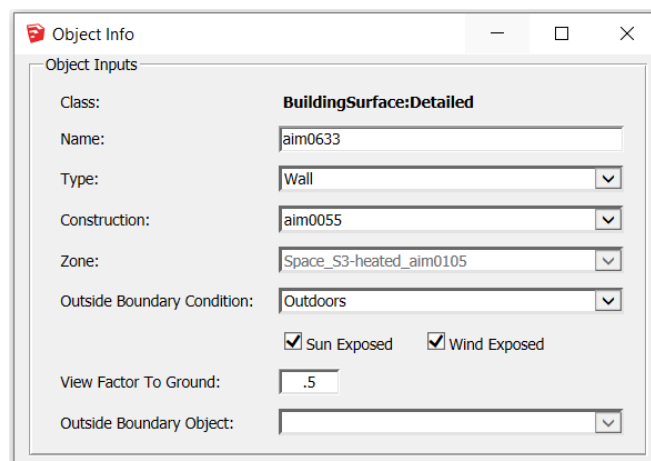 Object Info
Object Inputs
Class: BuildingSurface:Detailed
Name: aim0633
Type: Wall
Construction: aim0055
Zone: Space_S3-heated_aim0105
Outside Boundary Condition: Outdoors
Sun Exposed Wind Exposed
View Factor To Ground: .5
Outside Boundary Object: